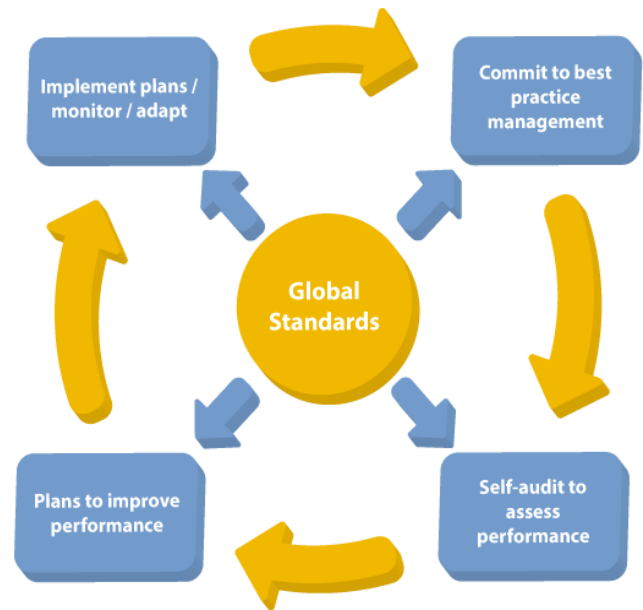 Implement plans /
monitor / adapt
Commit to best
practice
management
Global
Standards
Plans to improve
performance
Self-audit to
assess
performance